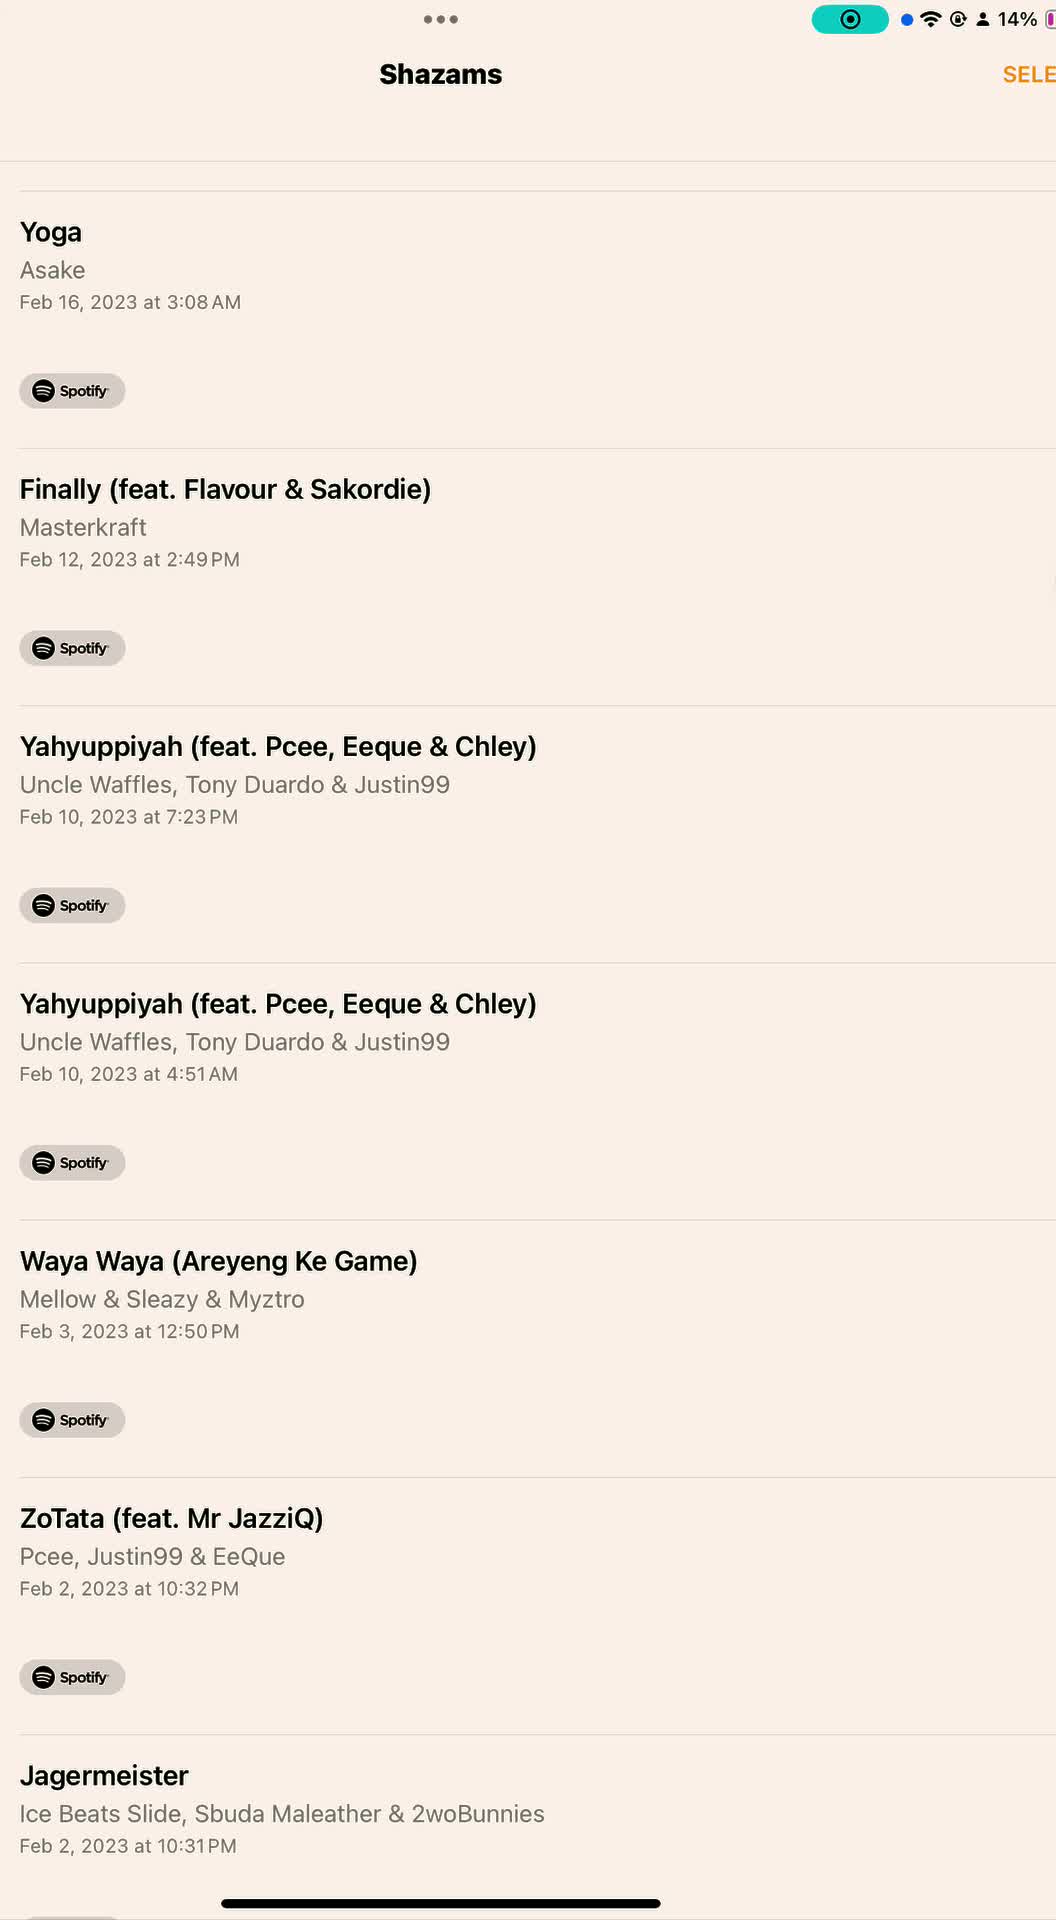 14%
Shazams
SELE
Yoga
Asake
Feb 16, 2023 at 3:08 AM
Spotify
Finally (feat. Flavour & Sakordie)
Masterkraft
Feb 12, 2023 at 2:49 PM
Spotify
Yahyuppiyah (feat. Pcee, Eeque & Chley)
Uncle Waffles, Tony Duardo & Justin99
Feb 10, 2023 at 7:23 PM
Spotify
Yahyuppiyah (feat. Pcee, Eeque & Chley)
Uncle Waffles, Tony Duardo & Justin99
Feb 10, 2023 at 4:51 AM
Spotify
Waya Waya (Areyeng Ke Game)
Mellow & Sleazy & Myztro
Feb 3, 2023 at 12:50 PM
Spotify
ZoTata (feat. Mr JazziQ)
Pcee, Justin99 & EeQue
Feb 2, 2023 at 10:32 PM
Spotify
Jagermeister
Ice Beats Slide, Sbuda Maleather & 2woBunnies
Feb 2, 2023 at 10:31 PM